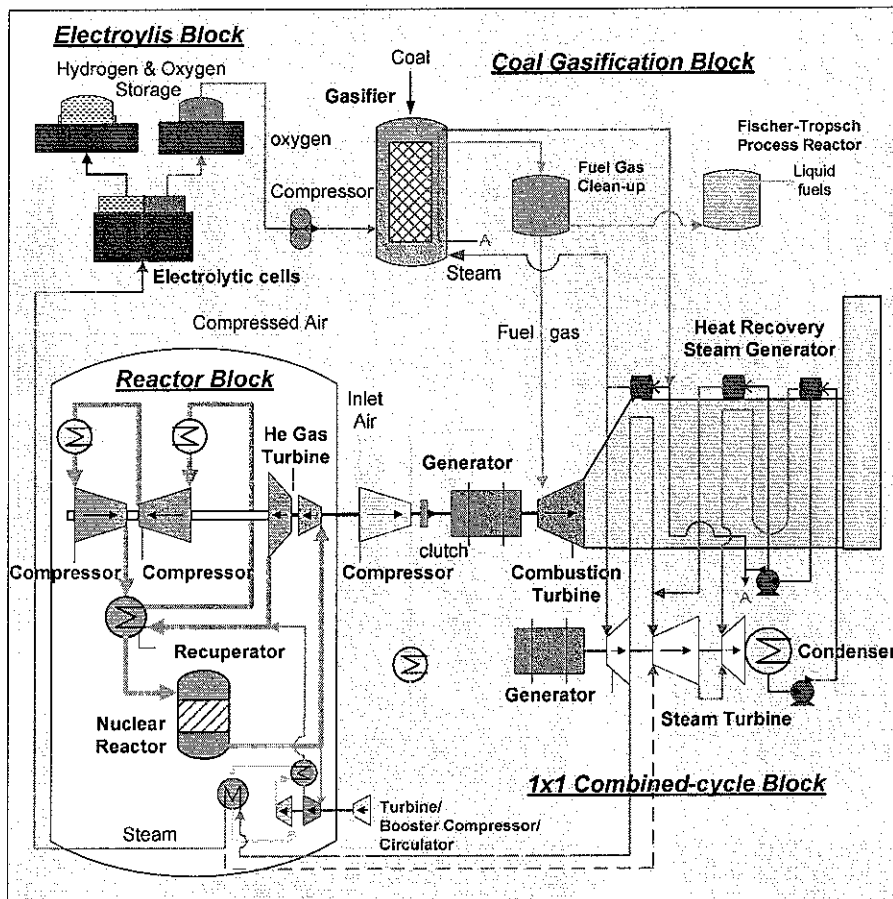 Electroylis Block
Hydrogen & Oxygen
Storage
oxygen
Compressor
Electrolytic cells
Coal Gasification Block
Coal
Gasifier
A
Steam
Fuel Gas
Clean-up
Fischer-Tropsch
Process Reactor
Liquid
fuels
Compressed Air
Fuel gas
Heat Recovery
Steam Generator
Reactor Block
Inlet
Air
He Gas
Turbine
Generator
clutch
Compressor
Compressor
Compressor
Combustion
Turbine
A
Recuperator
Condenser
Generator
Steam Turbine
Nuclear
Reactor
1x1 Combined-cycle Block
Steam
Turbine/
Booster Compressor/
Circulator